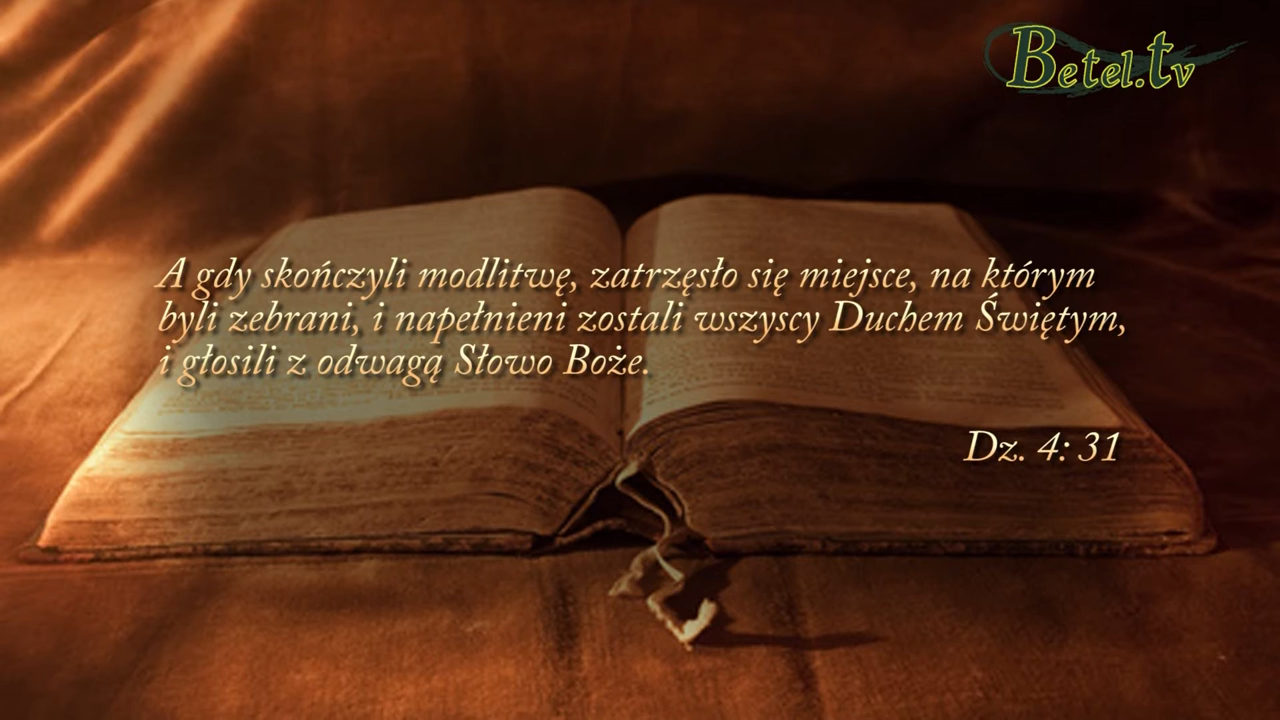 Betel.tv
A gdy skończyli modlitwę, zatrzęsło się miejsce, na którym
byli zebrani, i napełnieni zostali wszyscy Duchem Świętym,
i głosili z odwagą Słowo Boże.
Dz. 4: 31